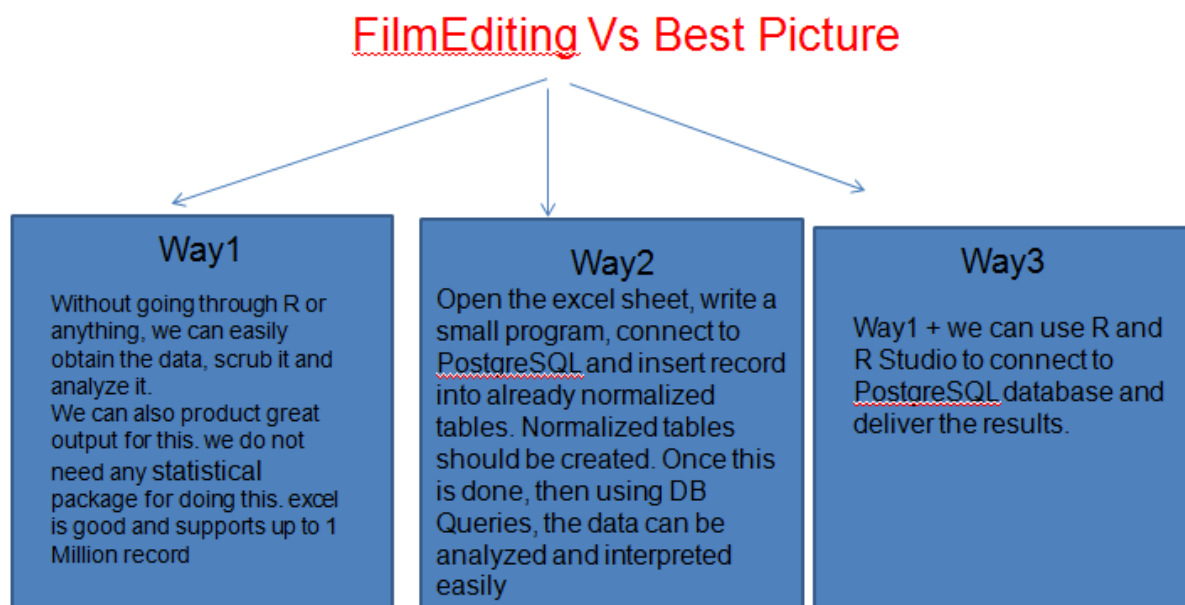 FilmEditing Vs Best Picture
Way1
Without going through R or
anything, we can easily
obtain the data, scrub it and
analyze it.
We can also product great
output for this. we do not
need any statistical
package for doing this. excel
is good and supports up to 1
Million record
Way2
Open the excel sheet, write a
small program, connect to
PostgreSQL and insert record
into already normalized
tables. Normalized tables
should be created. Once this
is done, then using DB
Queries, the data can be
analyzed and interpreted
easily
Way3
Way1 + we can use R and
R Studio to connect to
PostgreSQL database and
deliver the results.